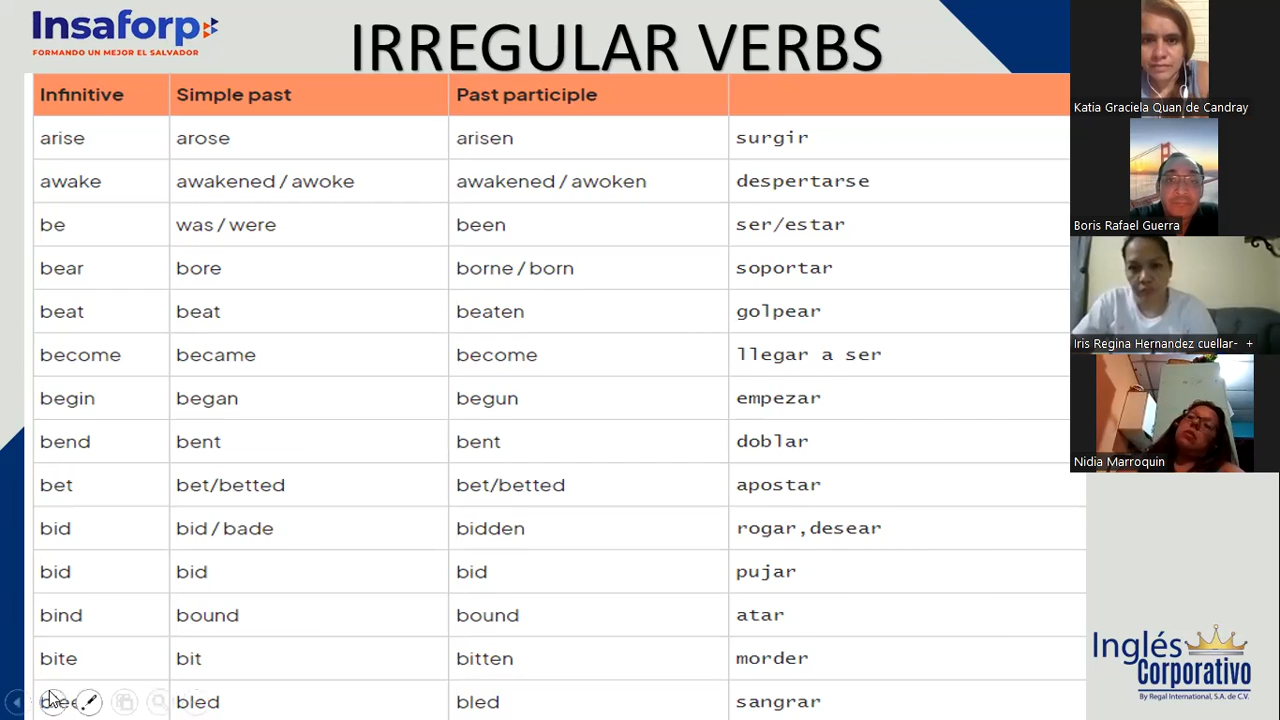 Insaforp
FORMANDO UN MEJOR EL SALVADOR
IRREGULAR VERBS
Infinitive Simple past Past participle
arise arose arisen surgir
awake awakened / awoke awakened / awoken despertarse
be was / were been ser/estar
bear bore borne / born soportar
beat beat beaten golpear
become became become llegar a ser
begin began begun empezar
bend bent bent doblar
bet bet/betted bet/betted apostar
bid bid / bade bidden rogar,desear
bid bid bid pujar
bind bound bound atar
bite bit bitten morder
bled bled sangrar
Katia Graciela Quan de Candray
Boris Rafael Guerra
Iris Regina Hernandez cuellar- +
Nidia Marroquin
Inglés
Corporativo
By Regal International, S.A. de C.V.